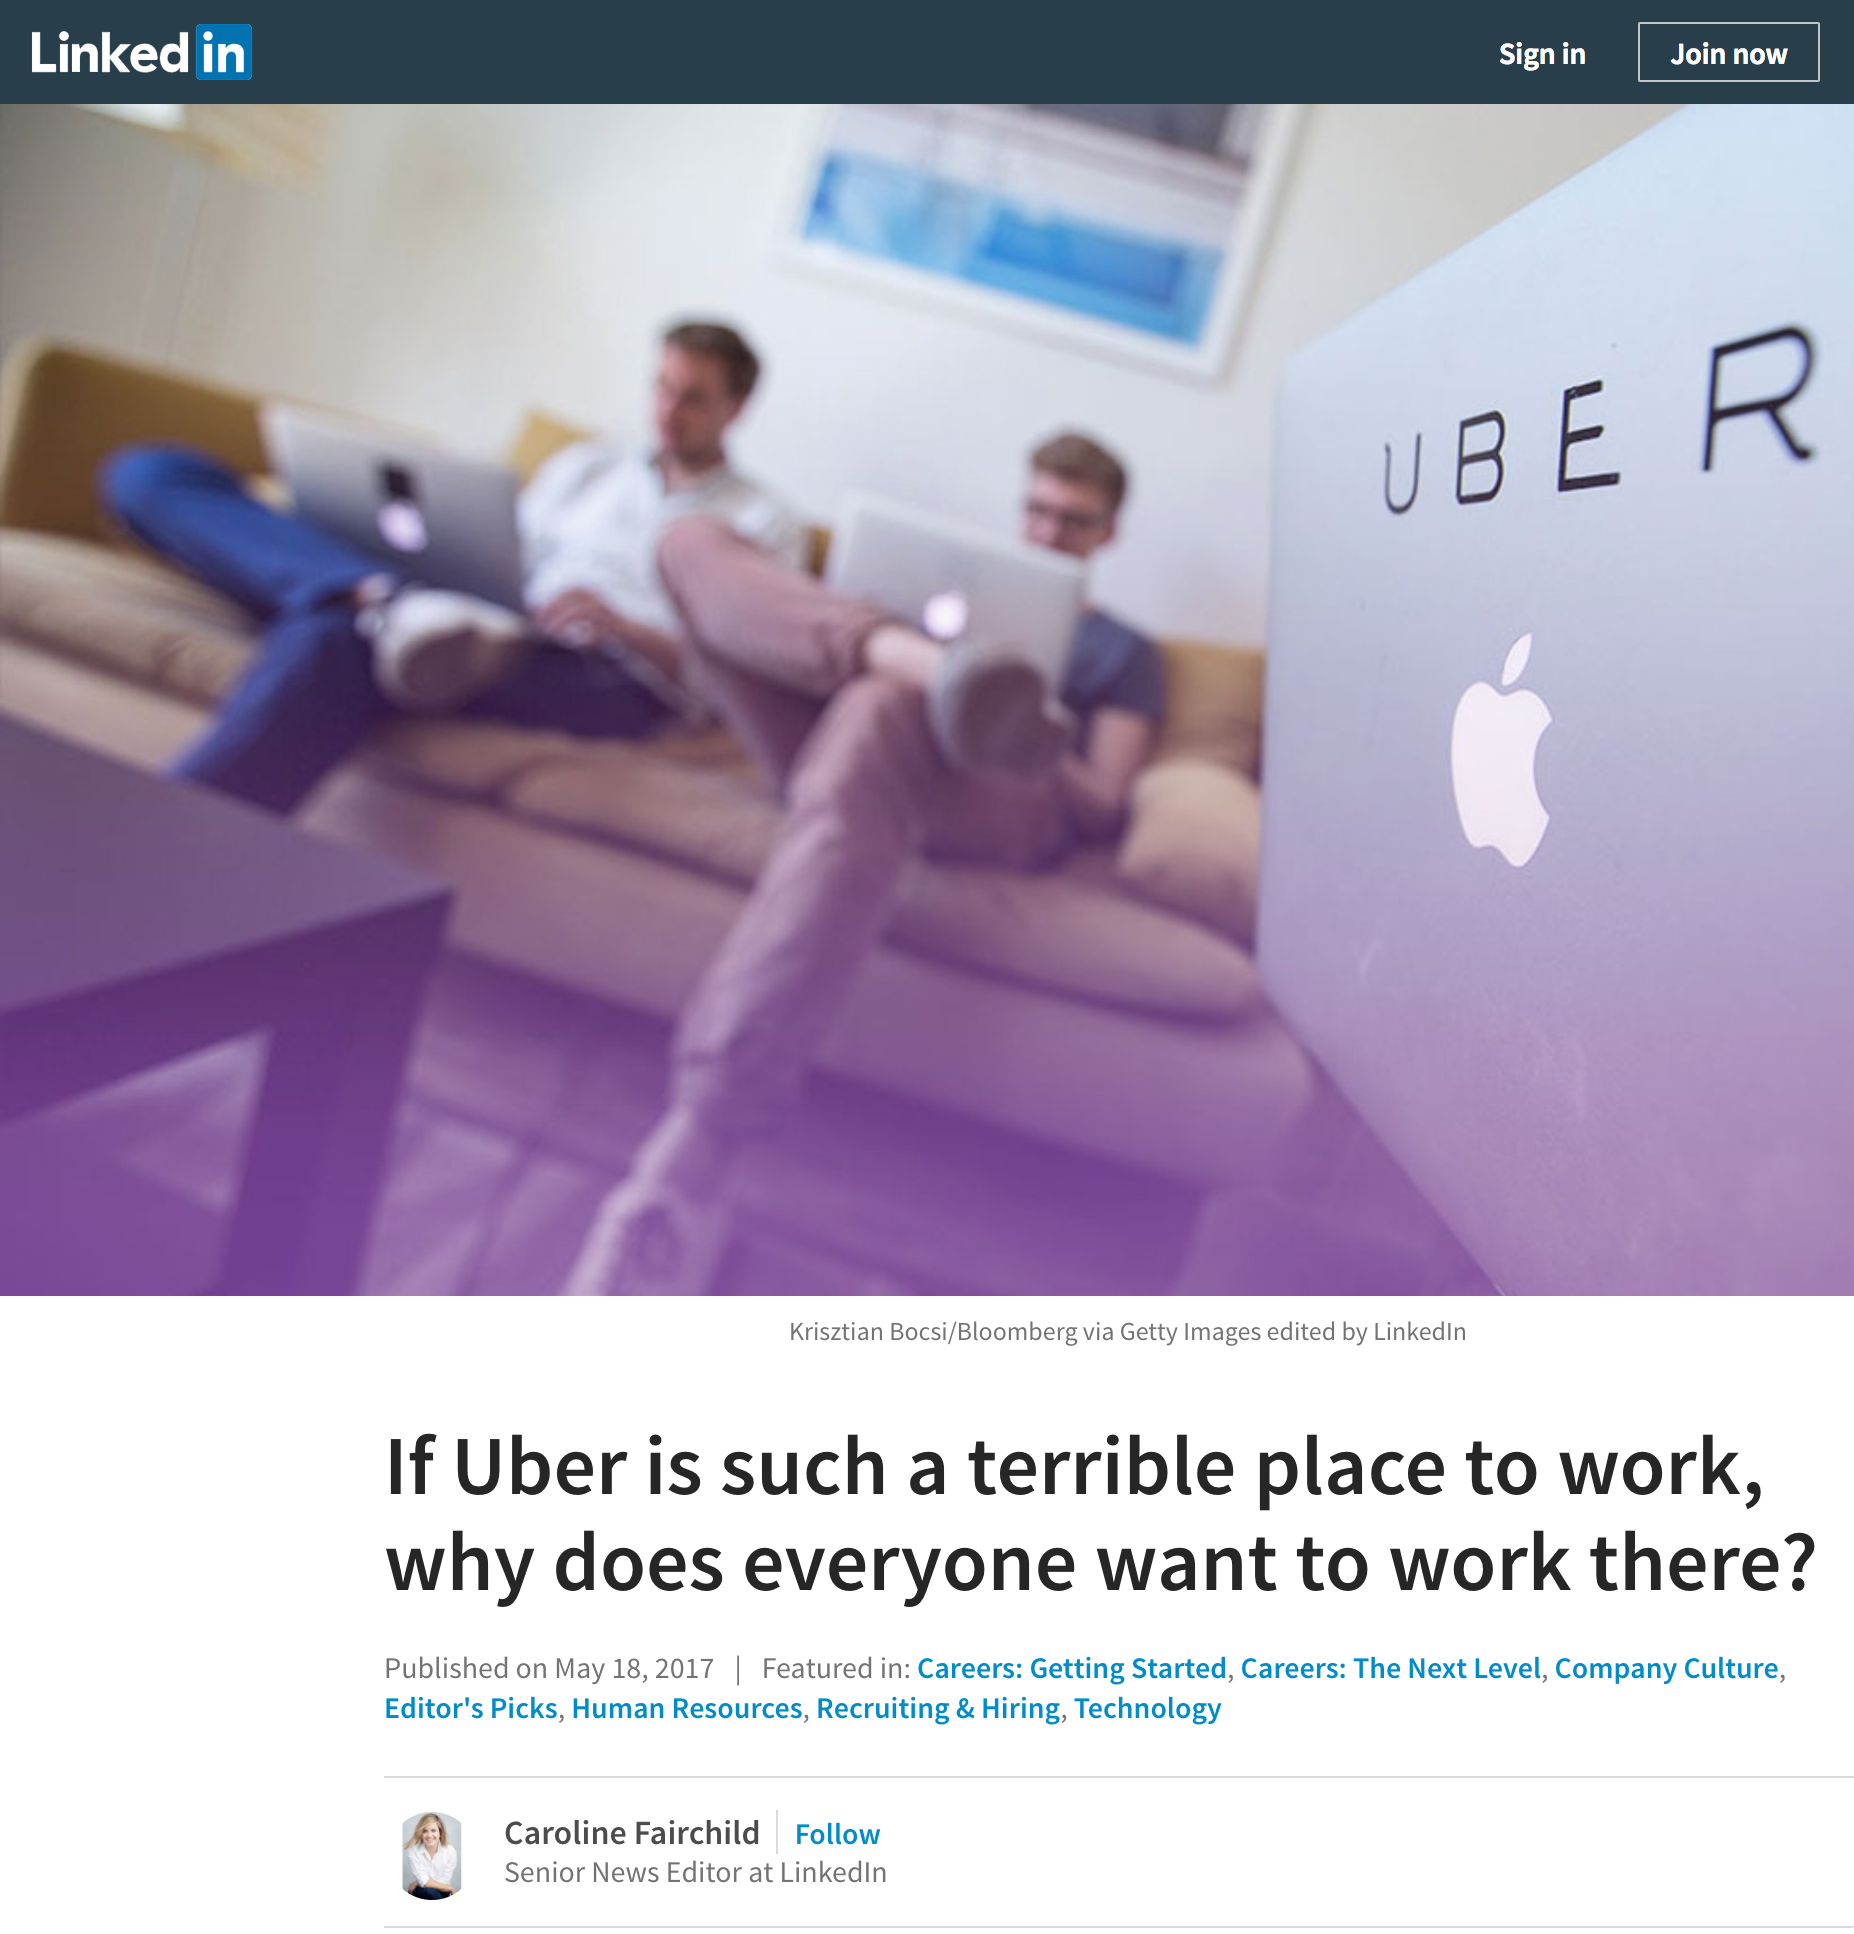 Linked in
Sign in
Join now
UBER
Krisztian Bocsi/Bloomberg via Getty Images edited by LinkedIn
If Uber is such a terrible place to work,
why does everyone want to work there?
Published on May 18, 2017 | Featured in: Careers: Getting Started, Careers: The Next Level, Company Culture,
Editor's Picks, Human Resources, Recruiting & Hiring, Technology
Caroline Fairchild | Follow
Senior News Editor at LinkedIn